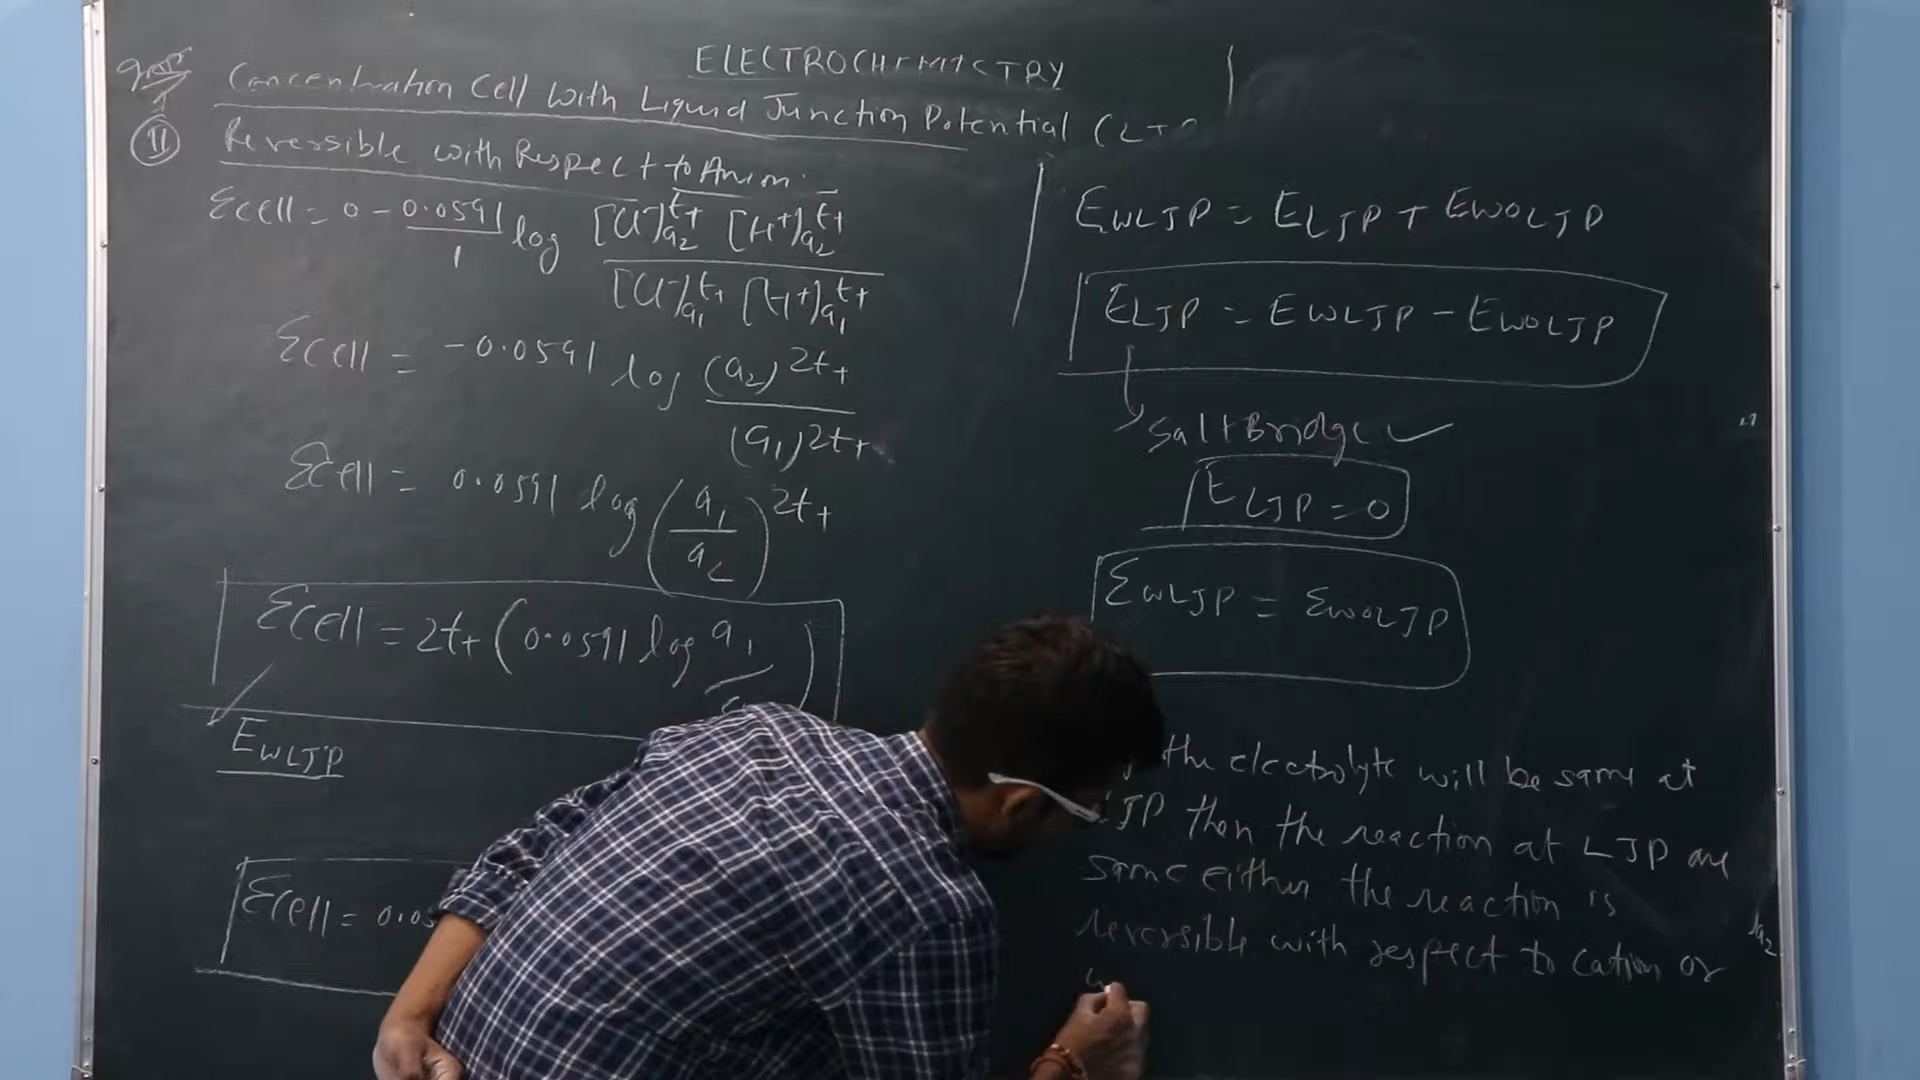 ELECTROCHEMISTRY
Concentration Cell with Liquid Junction Potential (LJP
II Reversible with Respect to Anion.
Ecell = 0 - 0.0591/1 log [Cl-]a2^t+ [H+]a2^t+ / [Cl-]a1^t+ [H+]a1^t+
Ecell = -0.0591 log (a2)^2t+ / (a1)^2t+
Ecell = 0.0591 log (a1/a2)^2t+
Ecell = 2t+ (0.0591 log a1/
EWLJP
Ecell = 0.05
EWLJP = ELJP + EWOLJP
ELJP = EWLJP - EWOLJP
Salt Bridge ✓
ELJP = 0
EWLJP = EWOLJP
the electrolyte will be same at
LJP then the reaction at LJP are
same either the reaction is
reversible with respect to cation or
a2